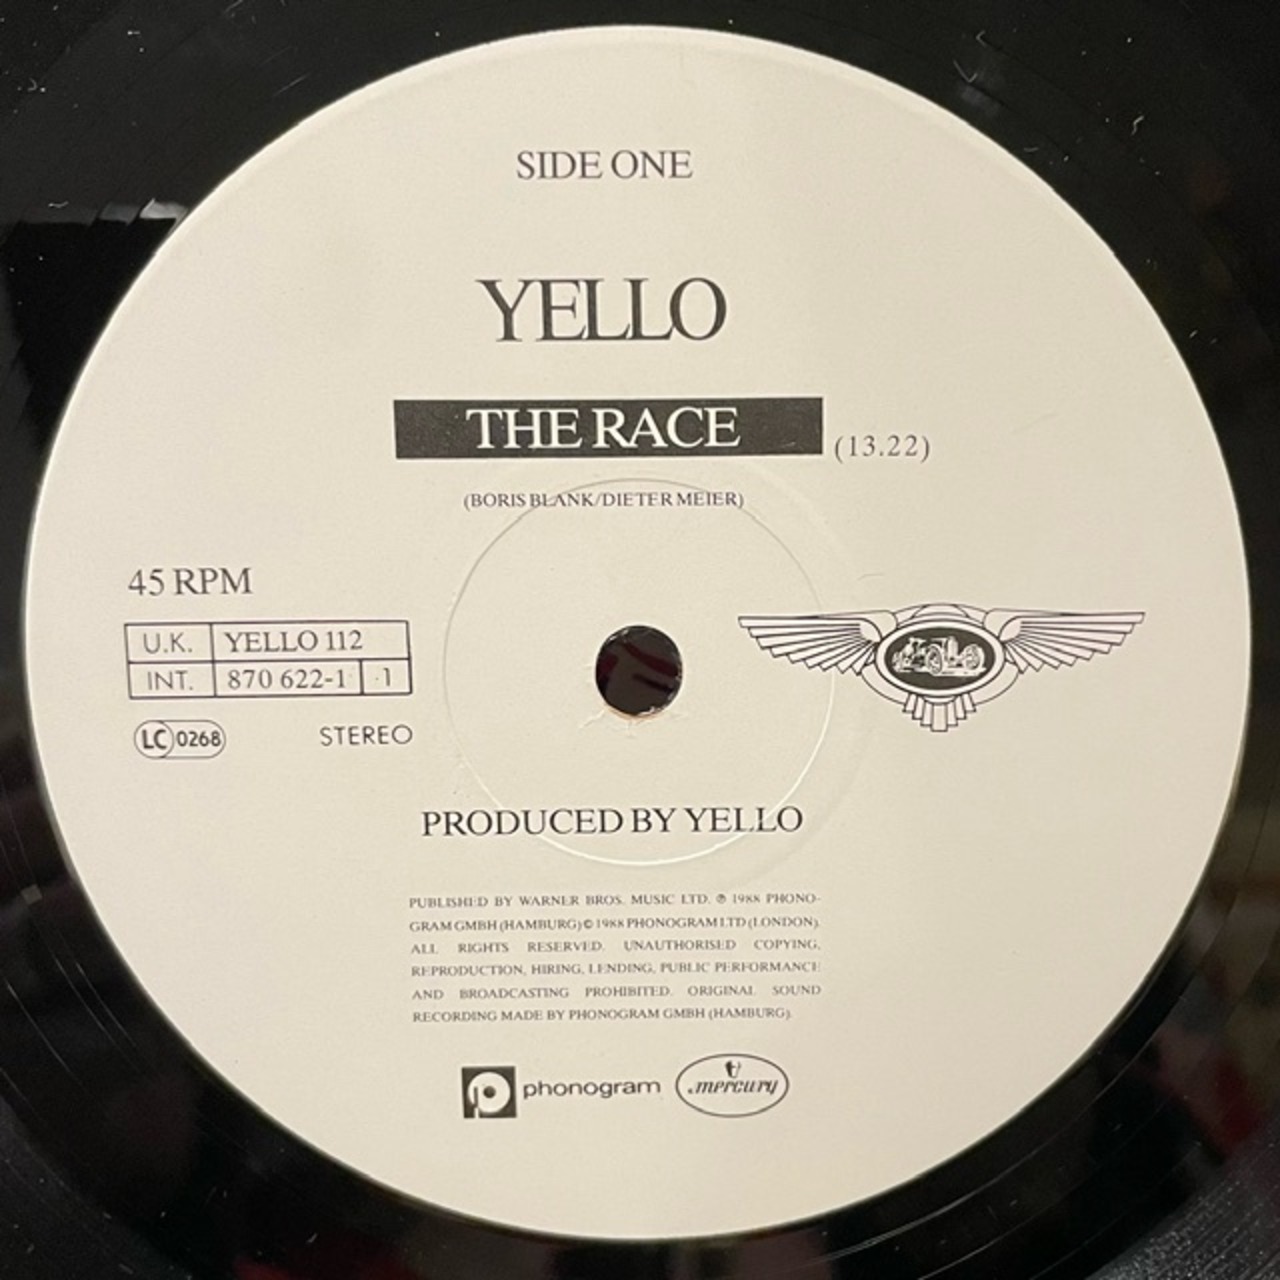 SIDE ONE
YELLO
THE RACE (13.22)
(BORIS BLANK/DIETER MEIER)
45 RPM
U.K. YELLO 112
INT. 870 622-1 ·1
LC 0268 STEREO
PRODUCED BY YELLO
PUBLISHED BY WARNER BROS. MUSIC LTD. ℗ 1988 PHONO-
GRAM GMBH (HAMBURG) © 1988 PHONOGRAM LTD (LONDON).
ALL RIGHTS RESERVED. UNAUTHORISED COPYING,
REPRODUCTION, HIRING, LENDING, PUBLIC PERFORMANCE
AND BROADCASTING PROHIBITED. ORIGINAL SOUND
RECORDING MADE BY PHONOGRAM GMBH (HAMBURG).
phonogram mercury